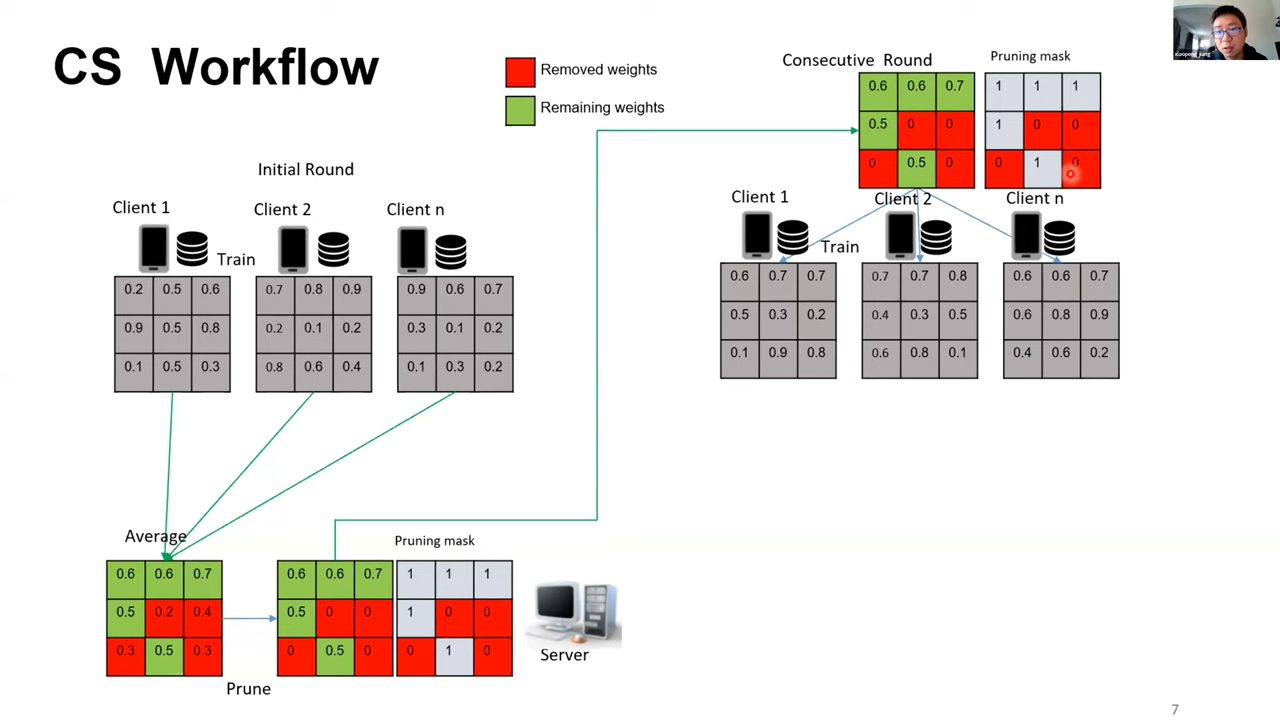 CS Workflow
Removed weights
Remaining weights
Initial Round
Client 1
Client 2
Client n
Train
0.2 0.5 0.6
0.9 0.5 0.8
0.1 0.5 0.3
0.7 0.8 0.9
0.2 0.1 0.2
0.8 0.6 0.4
0.9 0.6 0.7
0.3 0.1 0.2
0.1 0.3 0.2
Average
0.6 0.6 0.7
0.5 0.2 0.4
0.3 0.5 0.3
Prune
0.6 0.6 0.7
0.5 0 0
0 0.5 0
Pruning mask
1 1 1
1 0 0
0 1 0
Server
Consecutive Round
0.6 0.6 0.7
0.5 0 0
0 0.5 0
Pruning mask
1 1 1
1 0 0
0 1 0
Client 1
Client 2
Client n
Train
0.6 0.7 0.7
0.5 0.3 0.2
0.1 0.9 0.8
0.7 0.7 0.8
0.4 0.3 0.5
0.6 0.8 0.1
0.6 0.6 0.7
0.6 0.8 0.9
0.4 0.6 0.2
7